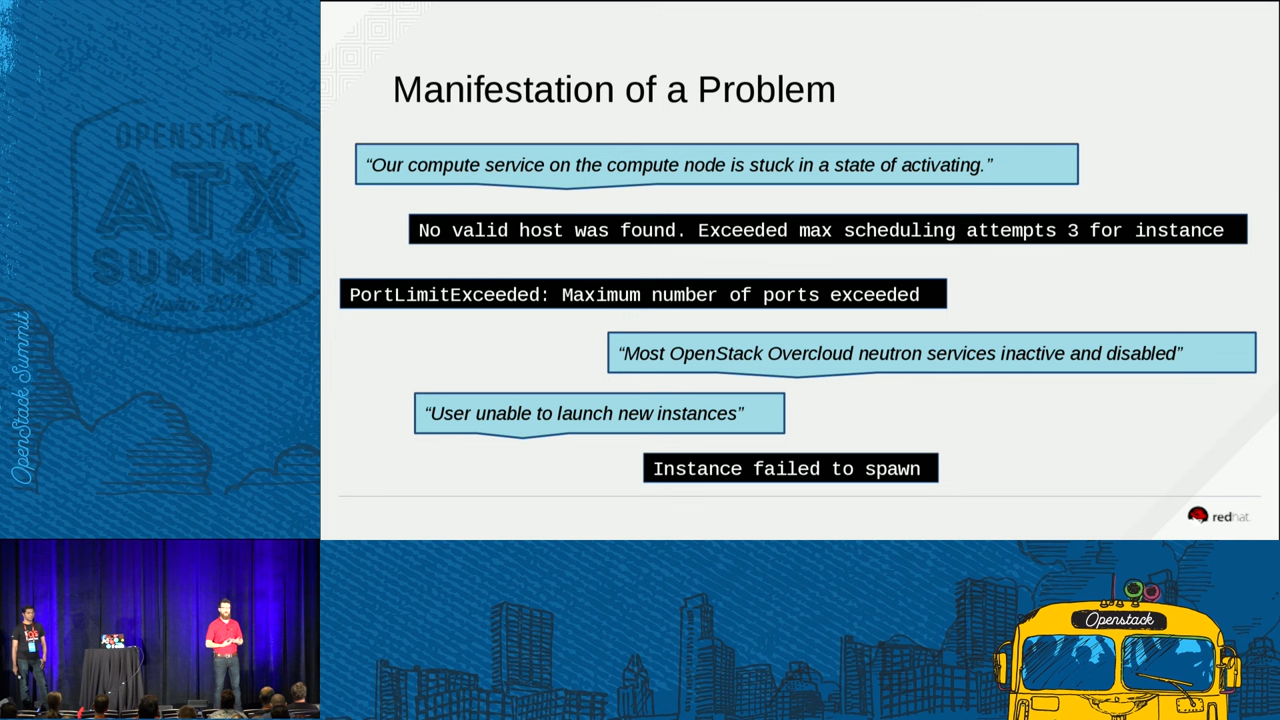 Manifestation of a Problem
“Our compute service on the compute node is stuck in a state of activating.”
No valid host was found. Exceeded max scheduling attempts 3 for instance
PortLimitExceeded: Maximum number of ports exceeded
“Most OpenStack Overcloud neutron services inactive and disabled”
“User unable to launch new instances”
Instance failed to spawn
redhat
OPENSTACK
ATX
SUMMIT
OpenStack Summit
Openstack